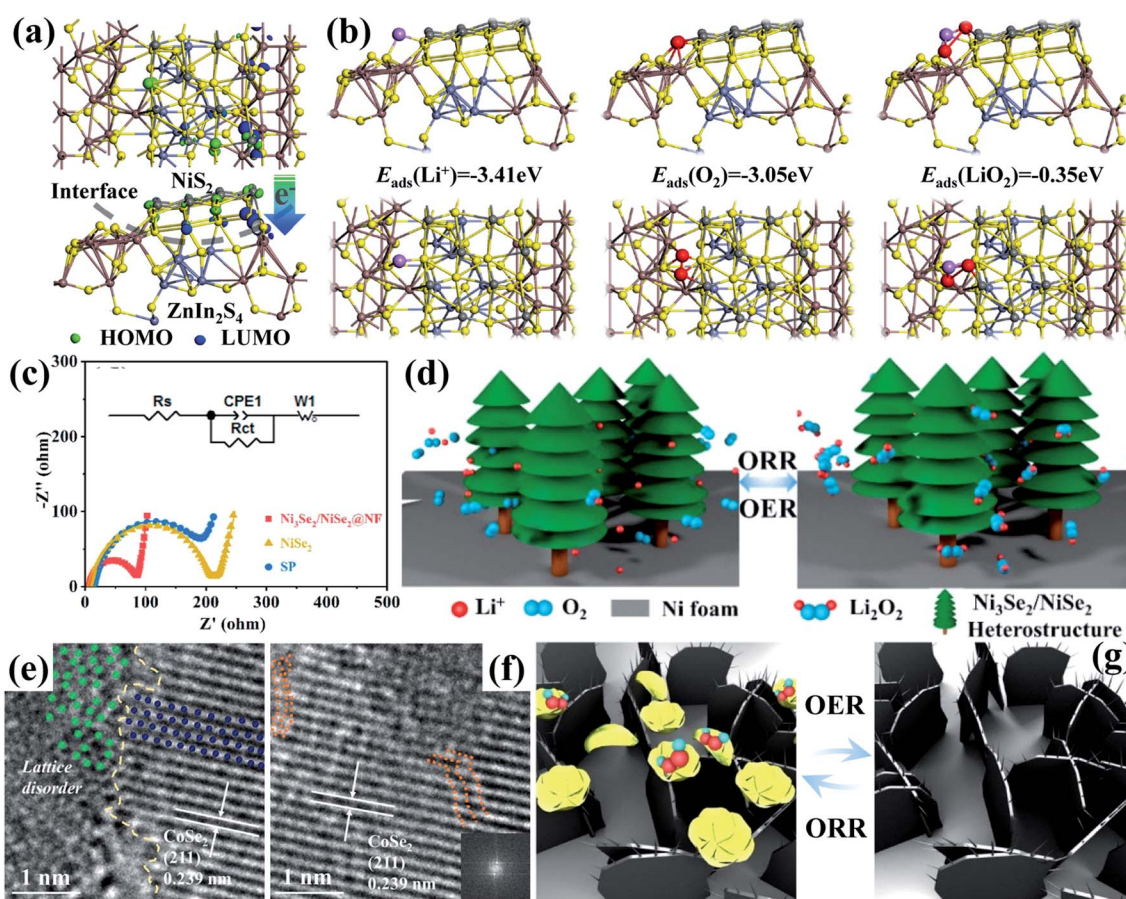 (a)
NiS₂
Interface
e⁻
ZnIn₂S₄
HOMO LUMO
(b)
Eads(Li⁺)=-3.41eV
Eads(O₂)=-3.05eV
Eads(LiO₂)=-0.35eV
(c)
300
200
100
0
-Z'' (ohm)
Rs
CPE1
W1
Rct
Ni₃Se₂/NiSe₂@NF
NiSe₂
SP
0 100 200 300 400 500
Z' (ohm)
(d)
ORR
OER
Li⁺
O₂
Ni foam
Li₂O₂
Ni₃Se₂/NiSe₂
Heterostructure
(e)
Lattice
disorder
CoSe₂
(211)
0.239 nm
1 nm
CoSe₂
(211)
0.239 nm
1 nm
(f)
OER
ORR
(g)